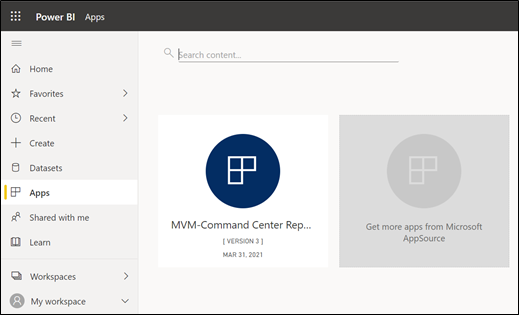 Power BI Apps
Search content...
Home
Favorites
Recent
Create
Datasets
Apps
Shared with me
Learn
Workspaces
My workspace
MVM-Command Center Rep...
[ VERSION 3 ]
MAR 31, 2021
Get more apps from Microsoft
AppSource